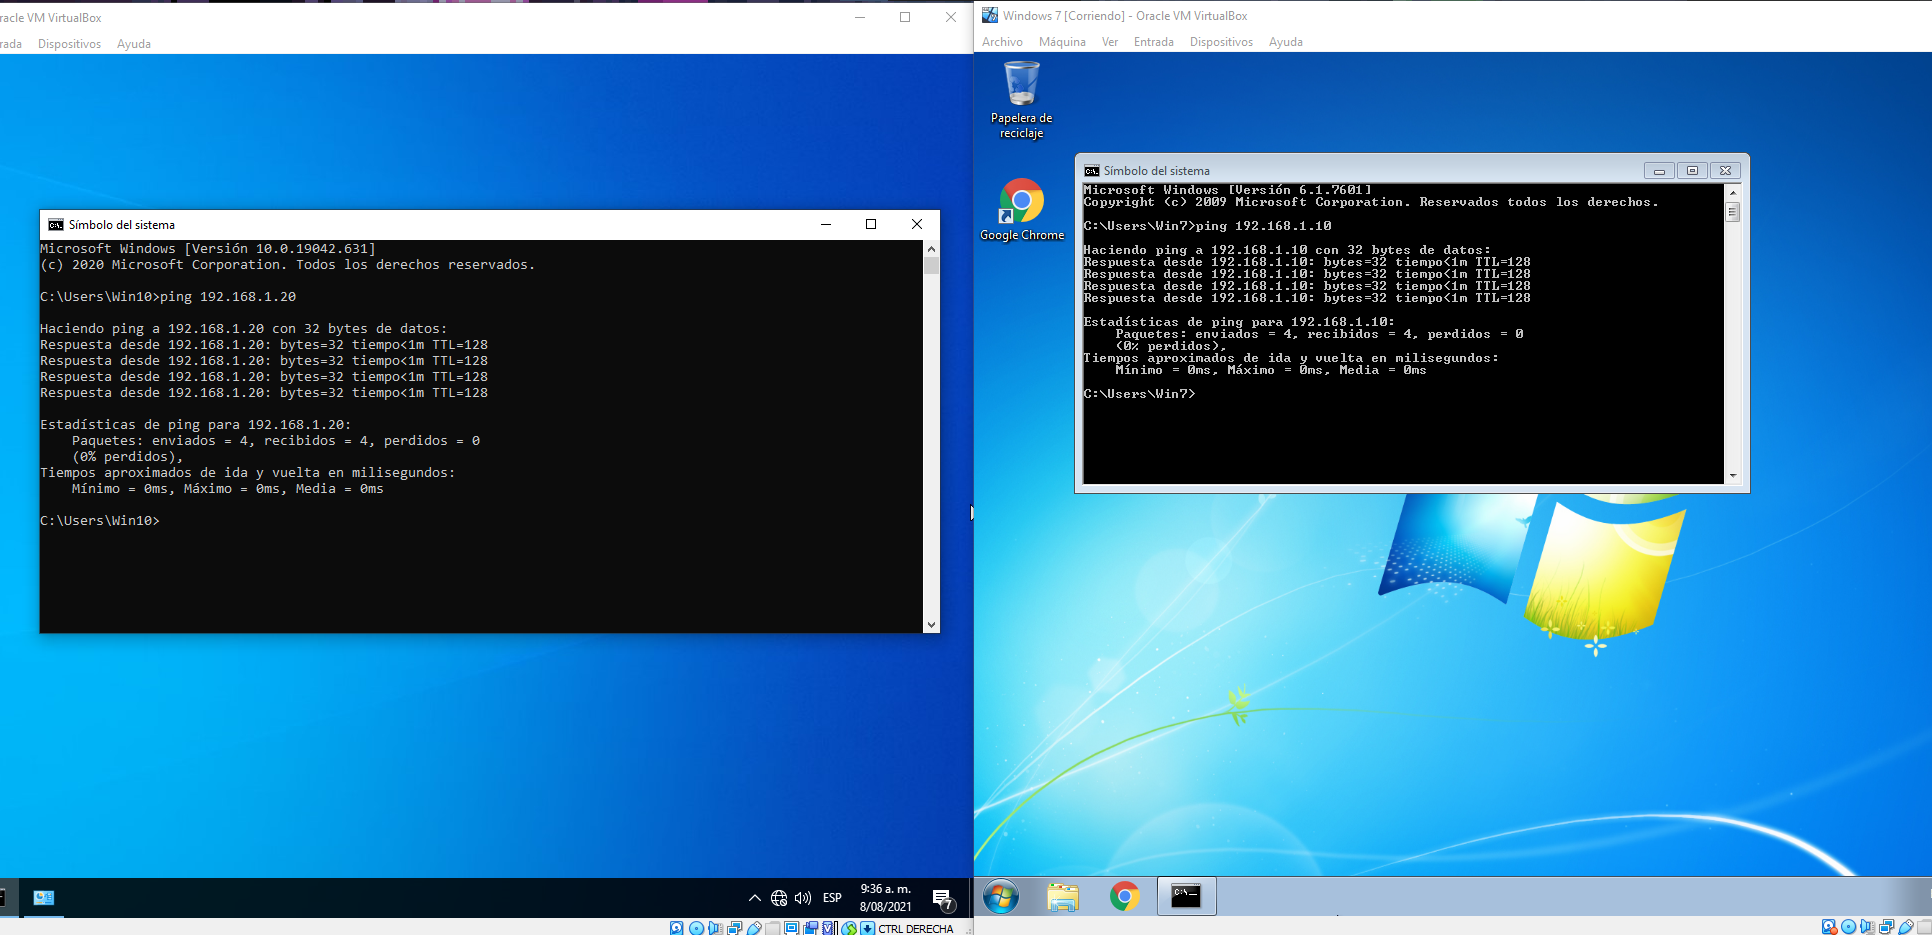 racle VM VirtualBox
rada Dispositivos Ayuda
Símbolo del sistema
Microsoft Windows [Versión 10.0.19042.631]
(c) 2020 Microsoft Corporation. Todos los derechos reservados.
C:\Users\Win10>ping 192.168.1.20
Haciendo ping a 192.168.1.20 con 32 bytes de datos:
Respuesta desde 192.168.1.20: bytes=32 tiempo<1m TTL=128
Respuesta desde 192.168.1.20: bytes=32 tiempo<1m TTL=128
Respuesta desde 192.168.1.20: bytes=32 tiempo<1m TTL=128
Respuesta desde 192.168.1.20: bytes=32 tiempo<1m TTL=128
Estadísticas de ping para 192.168.1.20:
Paquetes: enviados = 4, recibidos = 4, perdidos = 0
(0% perdidos),
Tiempos aproximados de ida y vuelta en milisegundos:
Mínimo = 0ms, Máximo = 0ms, Media = 0ms
C:\Users\Win10>
ESP
9:36 a. m.
8/08/2021
7
CTRL DERECHA
Windows 7 [Corriendo] - Oracle VM VirtualBox
Archivo Máquina Ver Entrada Dispositivos Ayuda
Papelera de
reciclaje
Google Chrome
Símbolo del sistema
Microsoft Windows [Versión 6.1.7601]
Copyright (c) 2009 Microsoft Corporation. Reservados todos los derechos.
C:\Users\Win7>ping 192.168.1.10
Haciendo ping a 192.168.1.10 con 32 bytes de datos:
Respuesta desde 192.168.1.10: bytes=32 tiempo<1m TTL=128
Respuesta desde 192.168.1.10: bytes=32 tiempo<1m TTL=128
Respuesta desde 192.168.1.10: bytes=32 tiempo<1m TTL=128
Respuesta desde 192.168.1.10: bytes=32 tiempo<1m TTL=128
Estadísticas de ping para 192.168.1.10:
Paquetes: enviados = 4, recibidos = 4, perdidos = 0
(0% perdidos),
Tiempos aproximados de ida y vuelta en milisegundos:
Mínimo = 0ms, Máximo = 0ms, Media = 0ms
C:\Users\Win7>